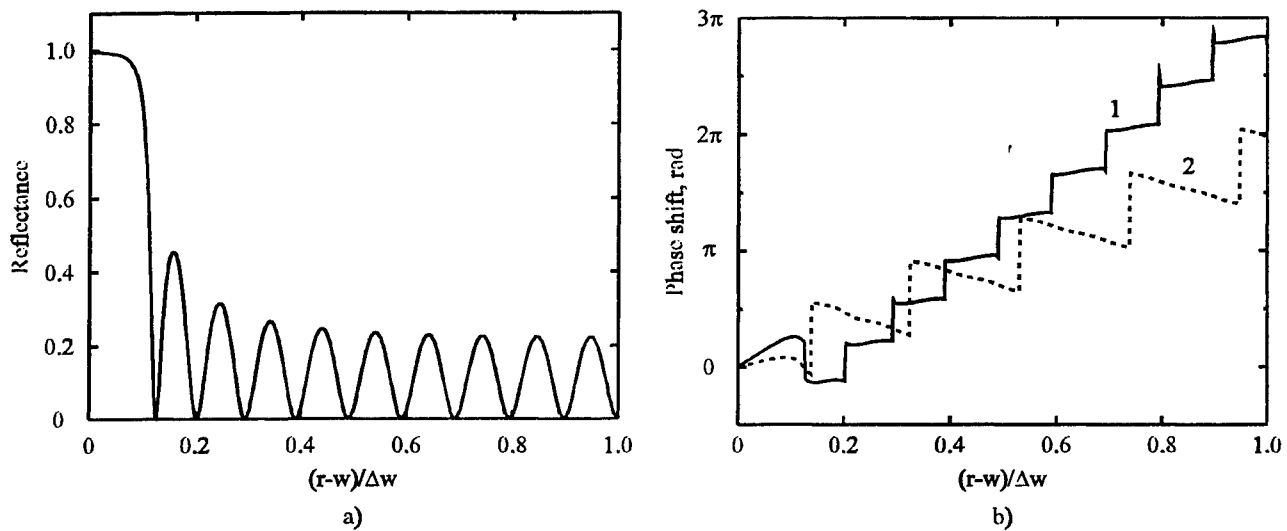 1.0
0.8
0.6
0.4
0.2
0
Reflectance
0 0.2 0.4 0.6 0.8 1.0
(r-w)/Δw
a)
3π
2π
π
0
Phase shift, rad
1
2
0 0.2 0.4 0.6 0.8 1.0
(r-w)/Δw
b)